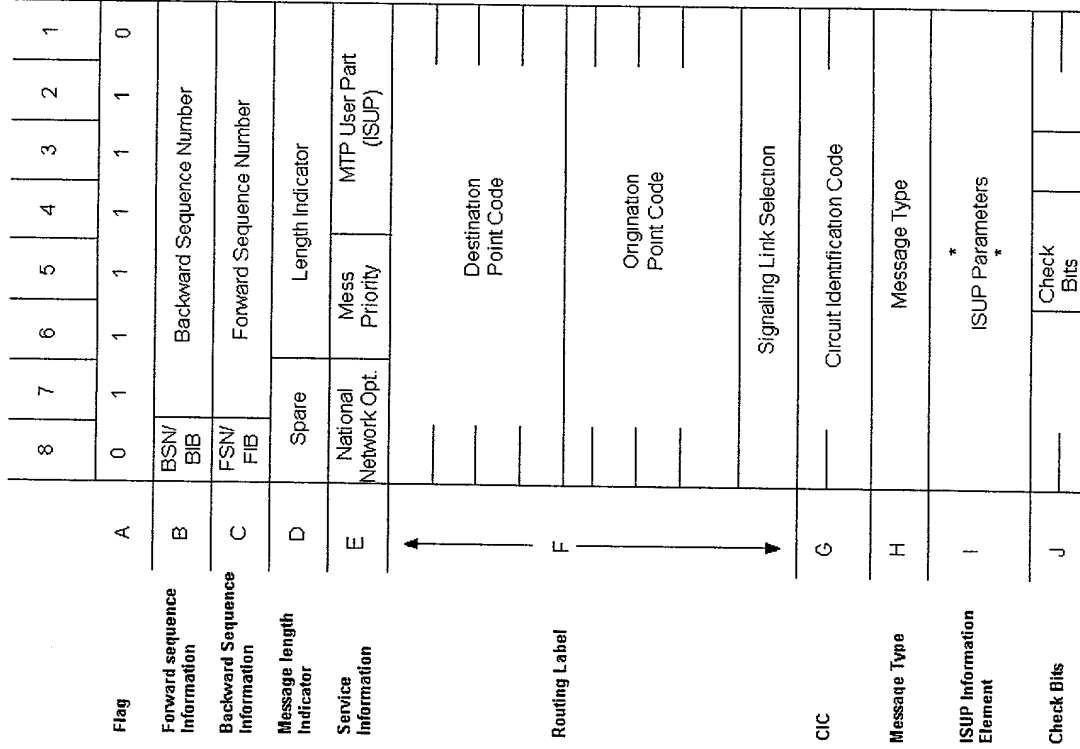 8 7 6 5 4 3 2 1
Flag A 0 1 1 1 1 1 1 0
Forward sequence
Information
B
BSN/
BIB
Backward Sequence Number
Backward Sequence
Information
C
FSN/
FIB
Forward Sequence Number
Message length
Indicator
D
Spare
Length Indicator
Service
Information
E
National
Network Opt.
Mess
Priority
MTP User Part
(ISUP)
Routing Label
F
Destination
Point Code
Origination
Point Code
Signaling Link Selection
CIC
G
Circuit Identification Code
Message Type
H
Message Type
ISUP Information
Element
I
*
ISUP Parameters
*
Check Bits
J
Check
Bits